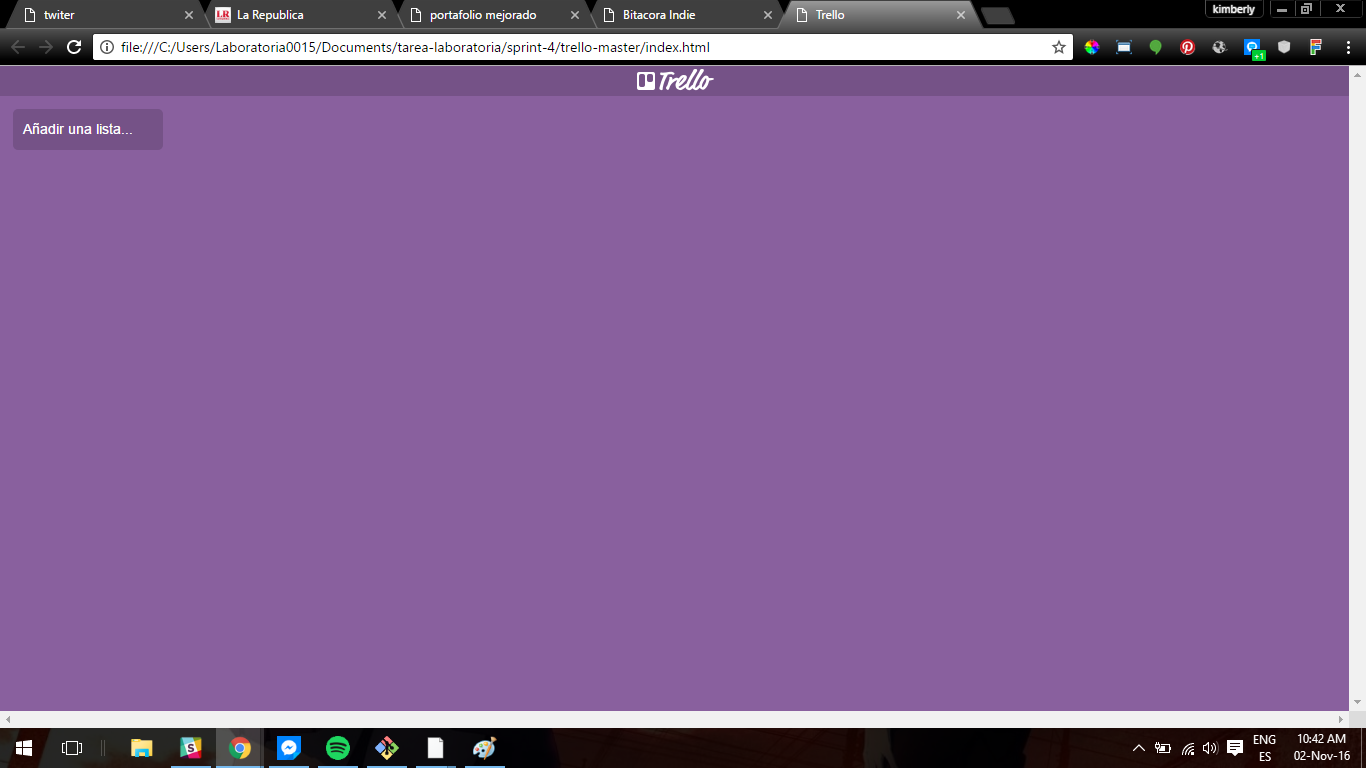 twiter
La Republica
portafolio mejorado
Bitacora Indie
Trello
kimberly
file:///C:/Users/Laboratoria0015/Documents/tarea-laboratoria/sprint-4/trello-master/index.html
+1
Trello
Añadir una lista...
ENG
ES
10:42 AM
02-Nov-16